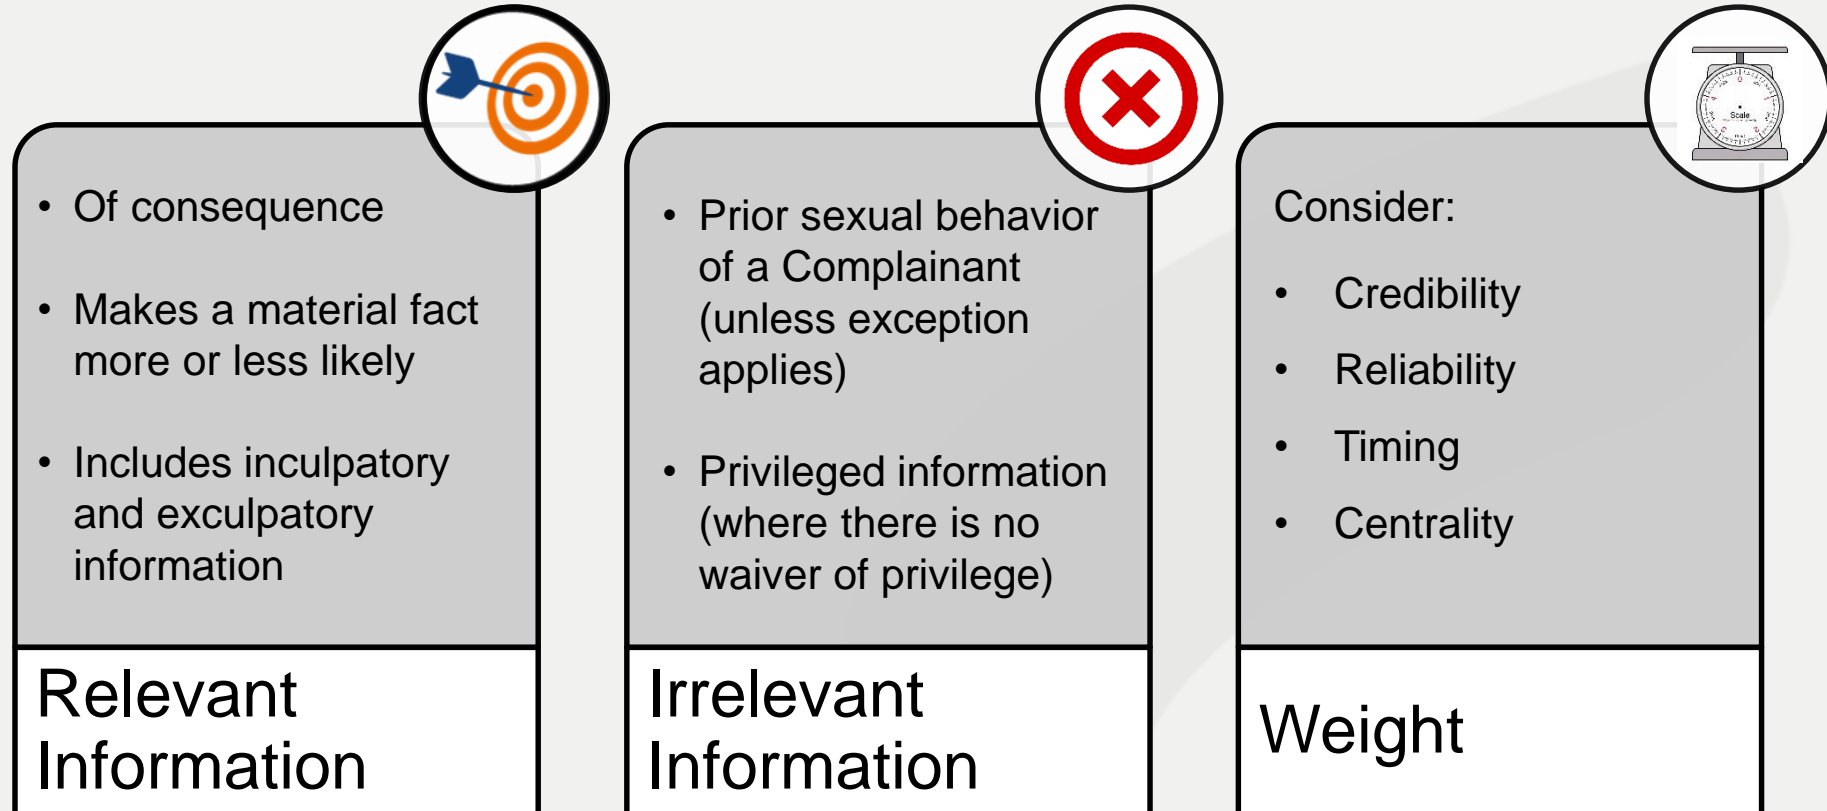 • Of consequence
• Makes a material fact
more or less likely
• Includes inculpatory
and exculpatory
information
Relevant
Information
• Prior sexual behavior
of a Complainant
(unless exception
applies)
• Privileged information
(where there is no
waiver of privilege)
Irrelevant
Information
Scale
Consider:
• Credibility
• Reliability
• Timing
• Centrality
Weight